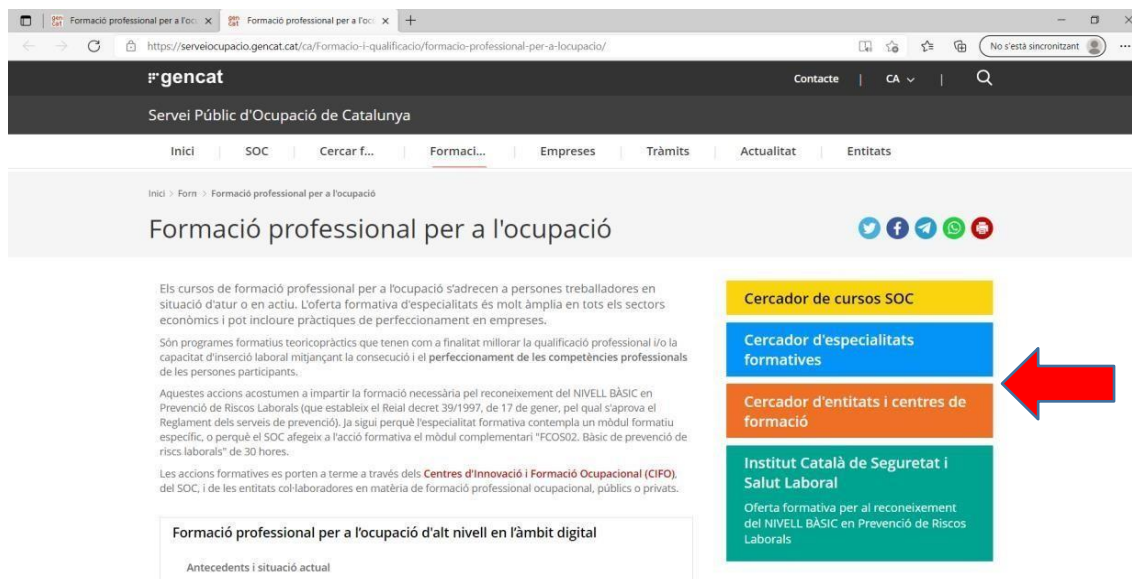 Formació professional per a l'oc
Formació professional per a l'oc
https://serveiocupacio.gencat.cat/ca/Formacio-i-qualificacio/formacio-professional-per-a-locupacio/
No s'està sincronitzant
gencat
Contacte | CA | 
Servei Públic d'Ocupació de Catalunya
Inici | SOC | Cercar f... | Formaci... | Empreses | Tràmits | Actualitat | Entitats
Inici > Form > Formació professional per a l'ocupació
Formació professional per a l'ocupació
Els cursos de formació professional per a l'ocupació s'adrecen a persones treballadores en
situació d'atur o en actiu. L'oferta formativa d'especialitats és molt àmplia en tots els sectors
econòmics i pot incloure pràctiques de perfeccionament en empreses.
Són programes formatius teoricopràctics que tenen com a finalitat millorar la qualificació professional i/o la
capacitat d'inserció laboral mitjançant la consecució i el perfeccionament de les competències professionals
de les persones participants.
Aquestes accions acostumen a impartir la formació necessària pel reconeixement del NIVELL BÀSIC en
Prevenció de Riscos Laborals (que estableix el Reial decret 39/1997, de 17 de gener, pel qual s'aprova el
Reglament dels serveis de prevenció). Ja sigui perquè l'especialitat formativa contempla un mòdul formatiu
específic, o perquè el SOC afegeix a l'acció formativa el mòdul complementari "FCOS02. Bàsic de prevenció de
riscs laborals" de 30 hores.
Les accions formatives es porten a terme a través dels Centres d'Innovació i Formació Ocupacional (CIFO),
del SOC, i de les entitats col·laboradores en matèria de formació professional ocupacional, públics o privats.
Formació professional per a l'ocupació d'alt nivell en l'àmbit digital
Antecedents i situació actual
Cercador de cursos SOC
Cercador d'especialitats
formatives
Cercador d'entitats i centres de
formació
Institut Català de Seguretat i
Salut Laboral
Oferta formativa per al reconeixement
del NIVELL BÀSIC en Prevenció de Riscos
Laborals